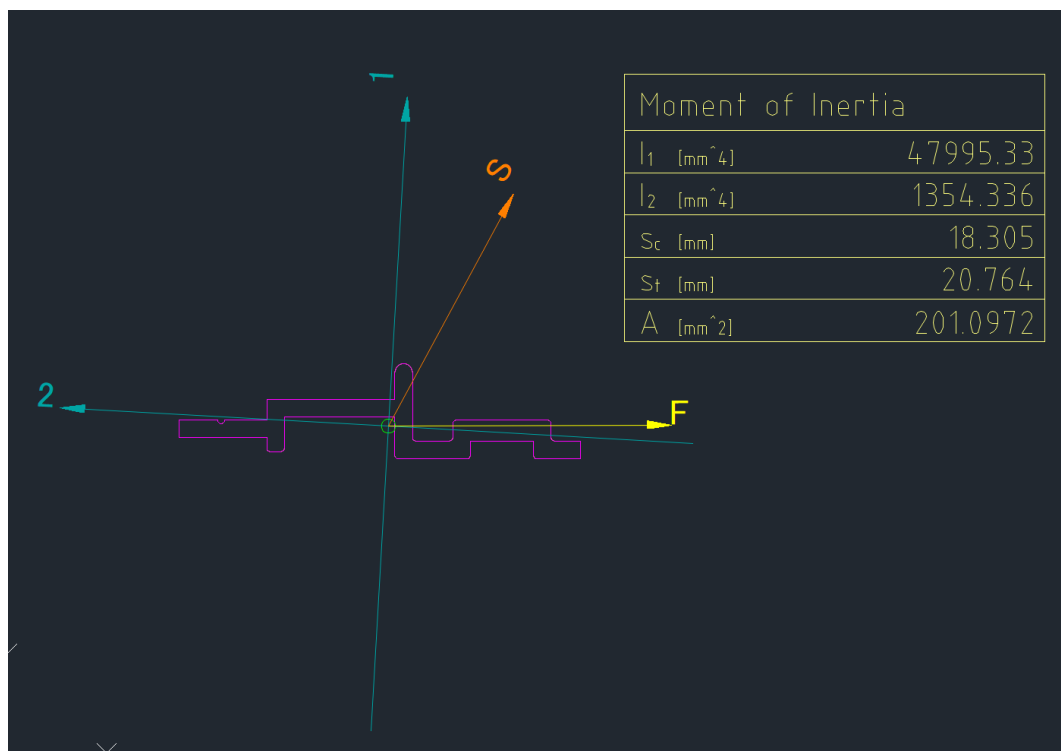 1
S
2
F
Moment of Inertia
I₁ [mm^4] 47995.33
I₂ [mm^4] 1354.336
Sc [mm] 18.305
St [mm] 20.764
A [mm^2] 201.0972